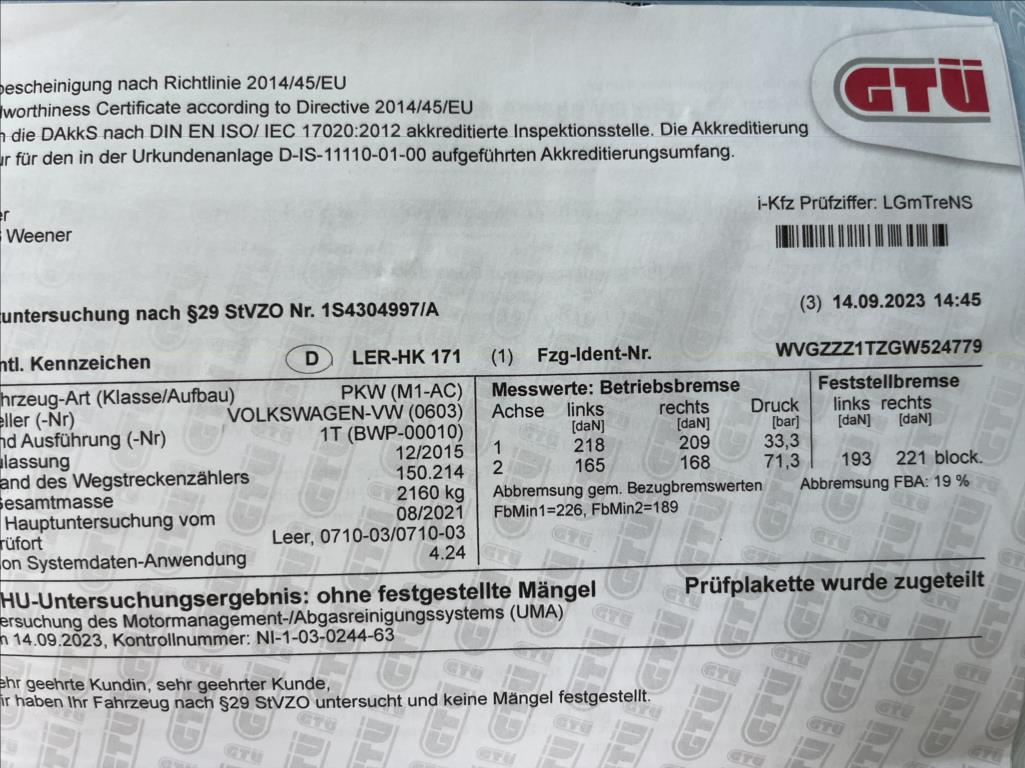 GTÜ
bescheinigung nach Richtlinie 2014/45/EU
dworthiness Certificate according to Directive 2014/45/EU
n die DAkkS nach DIN EN ISO/ IEC 17020:2012 akkreditierte Inspektionsstelle. Die Akkreditierung
ur für den in der Urkundenanlage D-IS-11110-01-00 aufgeführten Akkreditierungsumfang.
er
Weener
i-Kfz Prüfziffer: LGmTreNS
untersuchung nach §29 StVZO Nr. 1S4304997/A (3) 14.09.2023 14:45
ntl. Kennzeichen D LER-HK 171 (1) Fzg-Ident-Nr. WVGZZZ1TZGW524779
hrzeug-Art (Klasse/Aufbau) PKW (M1-AC)
eller (-Nr) VOLKSWAGEN-VW (0603)
nd Ausführung (-Nr) 1T (BWP-00010)
lassung 12/2015
and des Wegstreckenzählers 150.214
esamtmasse 2160 kg
Hauptuntersuchung vom 08/2021
rüfort Leer, 0710-03/0710-03
on Systemdaten-Anwendung 4.24
Messwerte: Betriebsbremse Feststellbremse
Achse links rechts Druck links rechts
[daN] [daN] [bar] [daN] [daN]
1 218 209 33,3
2 165 168 71,3 193 221 block.
Abbremsung gem. Bezugbremswerten Abbremsung FBA: 19 %
FbMin1=226, FbMin2=189
HU-Untersuchungsergebnis: ohne festgestellte Mängel Prüfplakette wurde zugeteilt
ersuchung des Motormanagement-/Abgasreinigungssystems (UMA)
n 14.09.2023, Kontrollnummer: NI-1-03-0244-63
ehr geehrte Kundin, sehr geehrter Kunde,
ir haben Ihr Fahrzeug nach §29 StVZO untersucht und keine Mängel festgestellt.